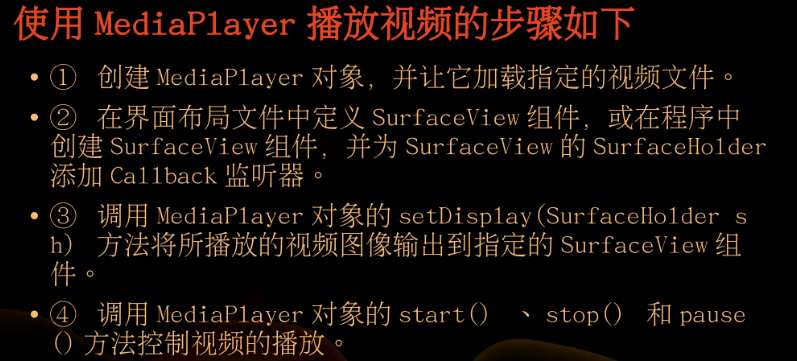 使用 MediaPlayer 播放视频的步骤如下
• ① 创建 MediaPlayer 对象，并让它加载指定的视频文件。
• ② 在界面布局文件中定义 SurfaceView 组件，或在程序中
创建 SurfaceView 组件，并为 SurfaceView 的 SurfaceHolder
添加 Callback 监听器。
• ③ 调用 MediaPlayer 对象的 setDisplay(SurfaceHolder s
h) 方法将所播放的视频图像输出到指定的 SurfaceView 组
件。
• ④ 调用 MediaPlayer 对象的 start() 、stop() 和 pause
() 方法控制视频的播放。